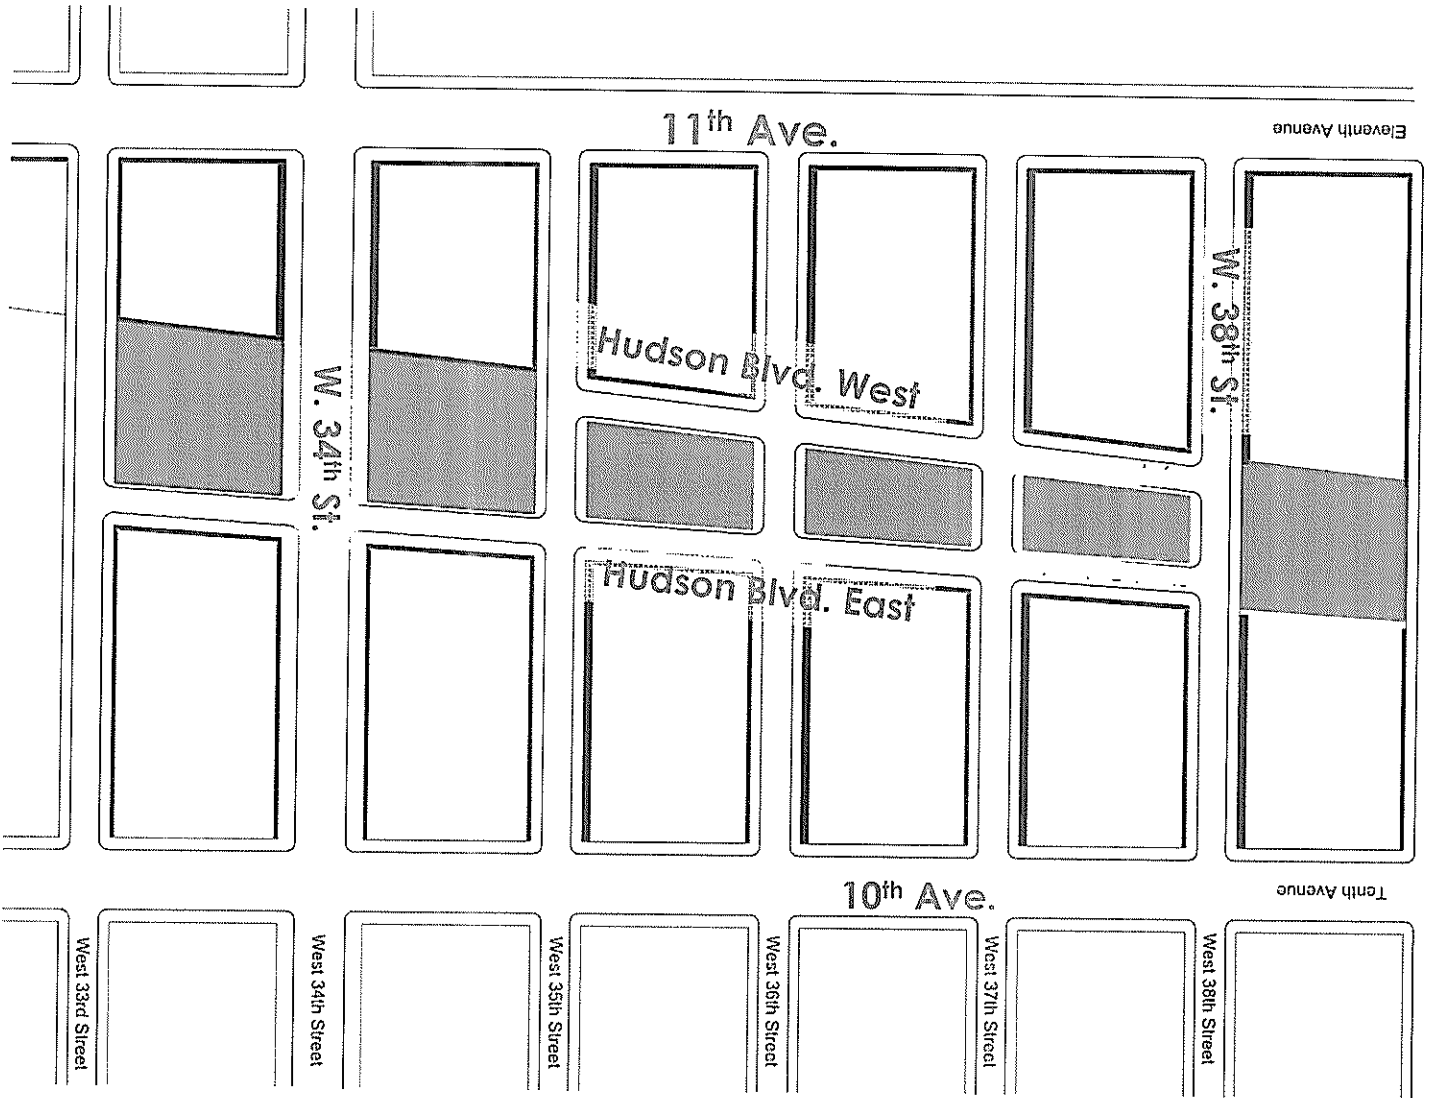 11th Ave.
Eleventh Avenue
W. 34th St.
W. 38th St.
Hudson Blvd. West
Hudson Blvd. East
10th Ave.
Tenth Avenue
West 33rd Street
West 34th Street
West 35th Street
West 36th Street
West 37th Street
West 38th Street